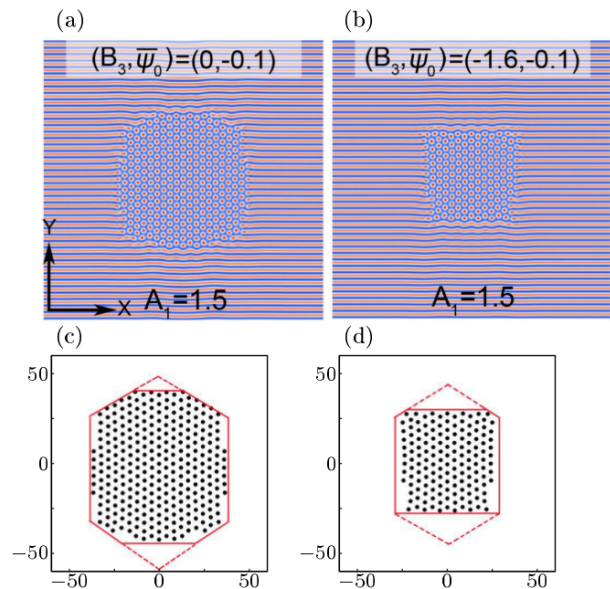 (a) (b)
(B₃, ψ̄₀)=(0,-0.1) (B₃, ψ̄₀)=(-1.6,-0.1)
Y
X A₁=1.5 A₁=1.5
(c) (d)
50 50
0 0
−50 −50
−50 0 50 −50 0 50